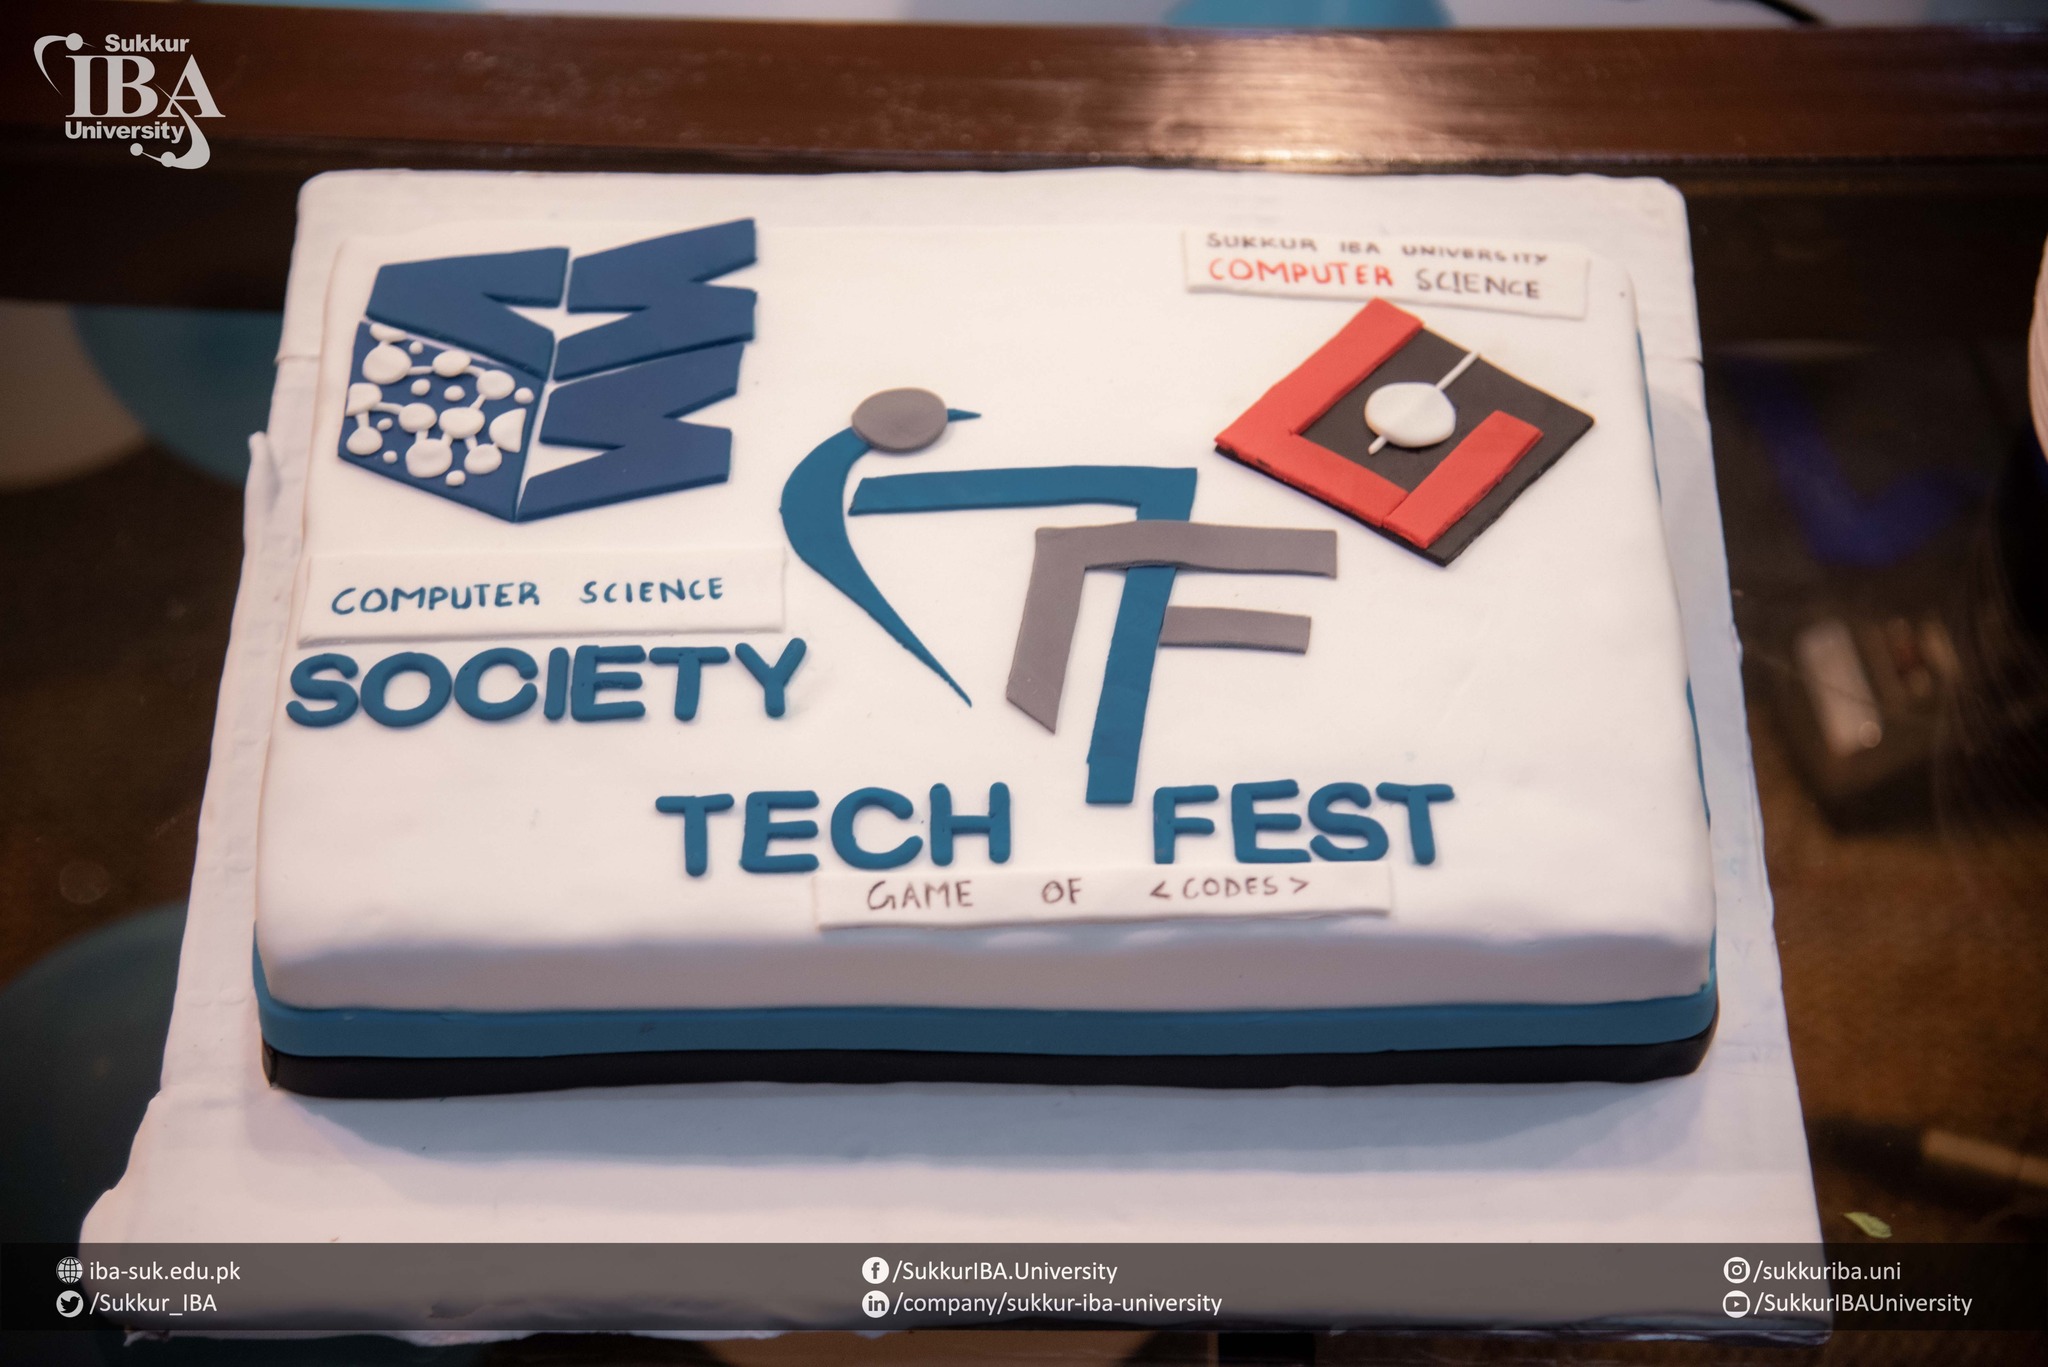 Sukkur
IBA
University
SUKKUR IBA UNIVERSITY
COMPUTER SCIENCE
COMPUTER SCIENCE
SOCIETY
TECH FEST
GAME OF <CODES>
iba-suk.edu.pk
/Sukkur_IBA
/SukkurIBA.University
/company/sukkur-iba-university
/sukkuriba.uni
/SukkurIBAUniversity